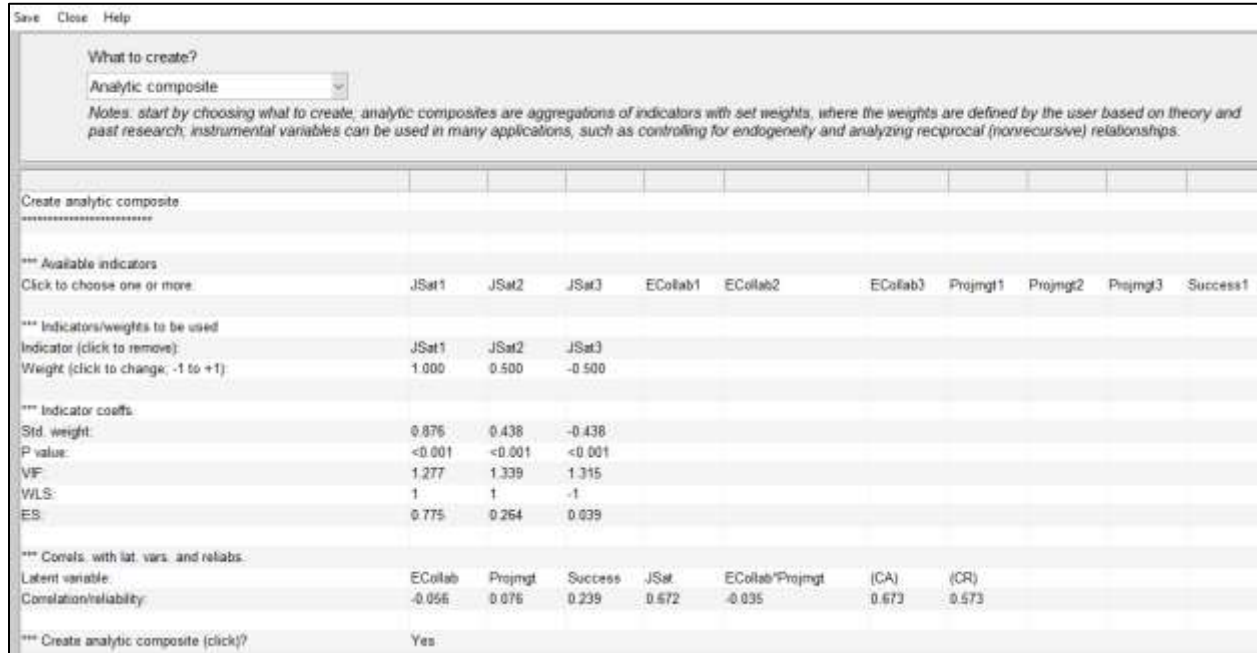 Save Close Help
What to create?
Analytic composite
Notes: start by choosing what to create; analytic composites are aggregations of indicators with set weights, where the weights are defined by the user based on theory and
past research; instrumental variables can be used in many applications, such as controlling for endogeneity and analyzing reciprocal (nonrecursive) relationships.
Create analytic composite
**************************
*** Available indicators
Click to choose one or more: JSat1 JSat2 JSat3 ECollab1 ECollab2 ECollab3 Projmgt1 Projmgt2 Projmgt3 Success1
*** Indicators/weights to be used
Indicator (click to remove): JSat1 JSat2 JSat3
Weight (click to change; -1 to +1): 1.000 0.500 -0.500
*** Indicator coeffs.
Std. weight: 0.876 0.438 -0.438
P value: <0.001 <0.001 <0.001
VIF: 1.277 1.339 1.315
WLS: 1 1 -1
ES: 0.775 0.264 0.039
*** Correls. with lat. vars. and reliabs.
Latent variable: ECollab Projmgt Success JSat ECollab*Projmgt (CA) (CR)
Correlation/reliability: -0.056 0.076 0.239 0.672 -0.035 0.673 0.573
*** Create analytic composite (click)? Yes